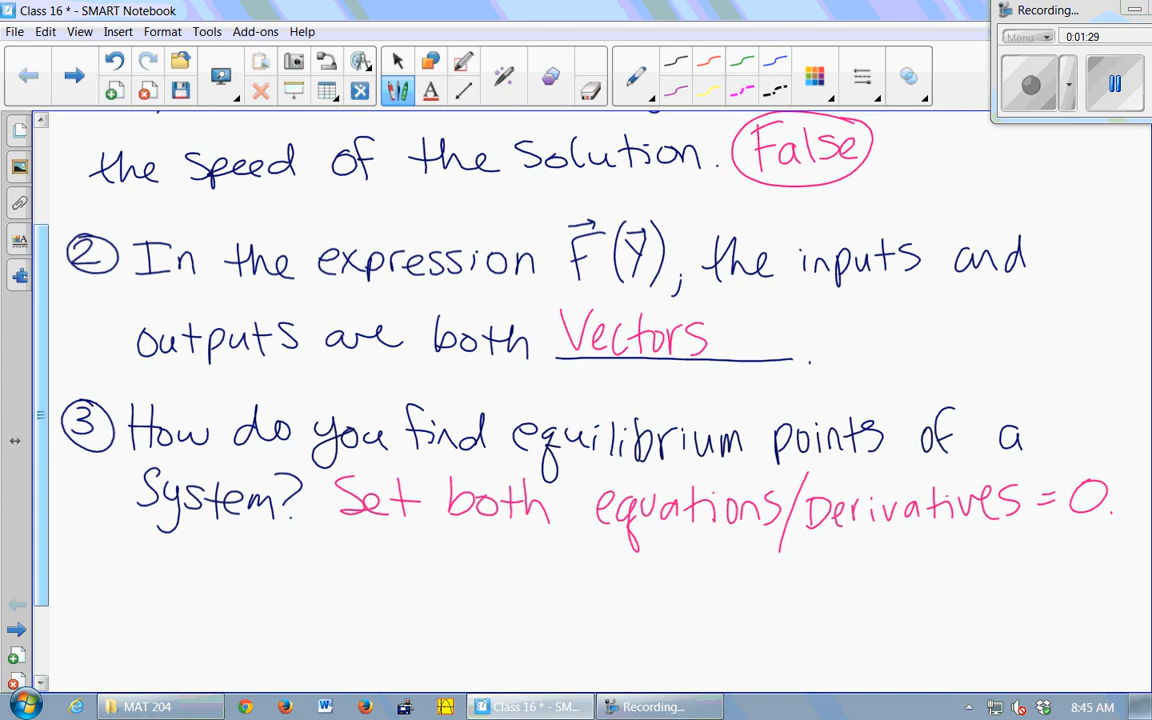 Class 16 * - SMART Notebook
Recording...
File Edit View Insert Format Tools Add-ons Help
Menu
0:01:29
the speed of the solution. False
② In the expression F⃗(Y⃗), the inputs and
outputs are both Vectors.
③ How do you find equilibrium points of a
System? Set both equations/Derivatives = 0.
MAT 204
Class 16 * - SM...
Recording...
8:45 AM